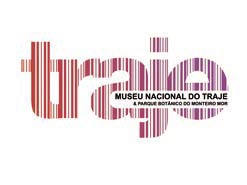 traje
MUSEU NACIONAL DO TRAJE
& PARQUE BOTÂNICO DO MONTEIRO MOR